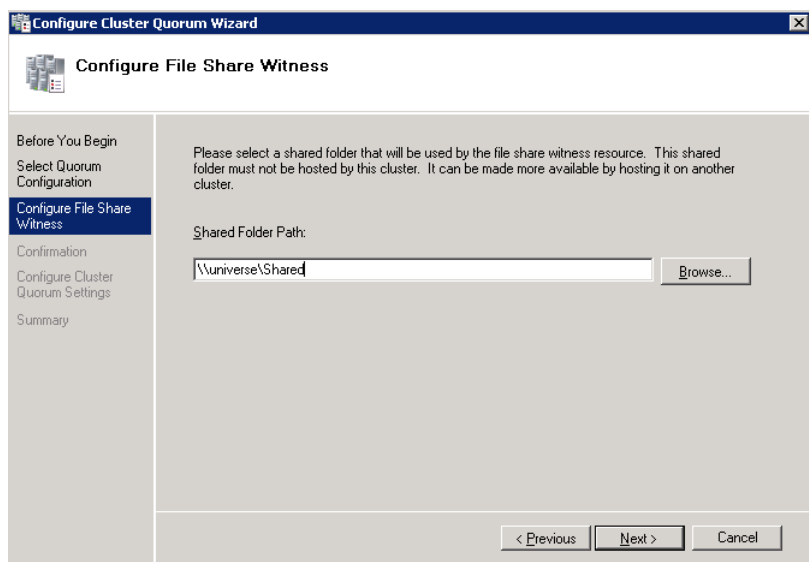 Configure Cluster Quorum Wizard
Configure File Share Witness
Before You Begin
Select Quorum
Configuration
Configure File Share
Witness
Confirmation
Configure Cluster
Quorum Settings
Summary
Please select a shared folder that will be used by the file share witness resource. This shared
folder must not be hosted by this cluster. It can be made more available by hosting it on another
cluster.
Shared Folder Path:
\\universe\Shared
Browse...
< Previous
Next >
Cancel